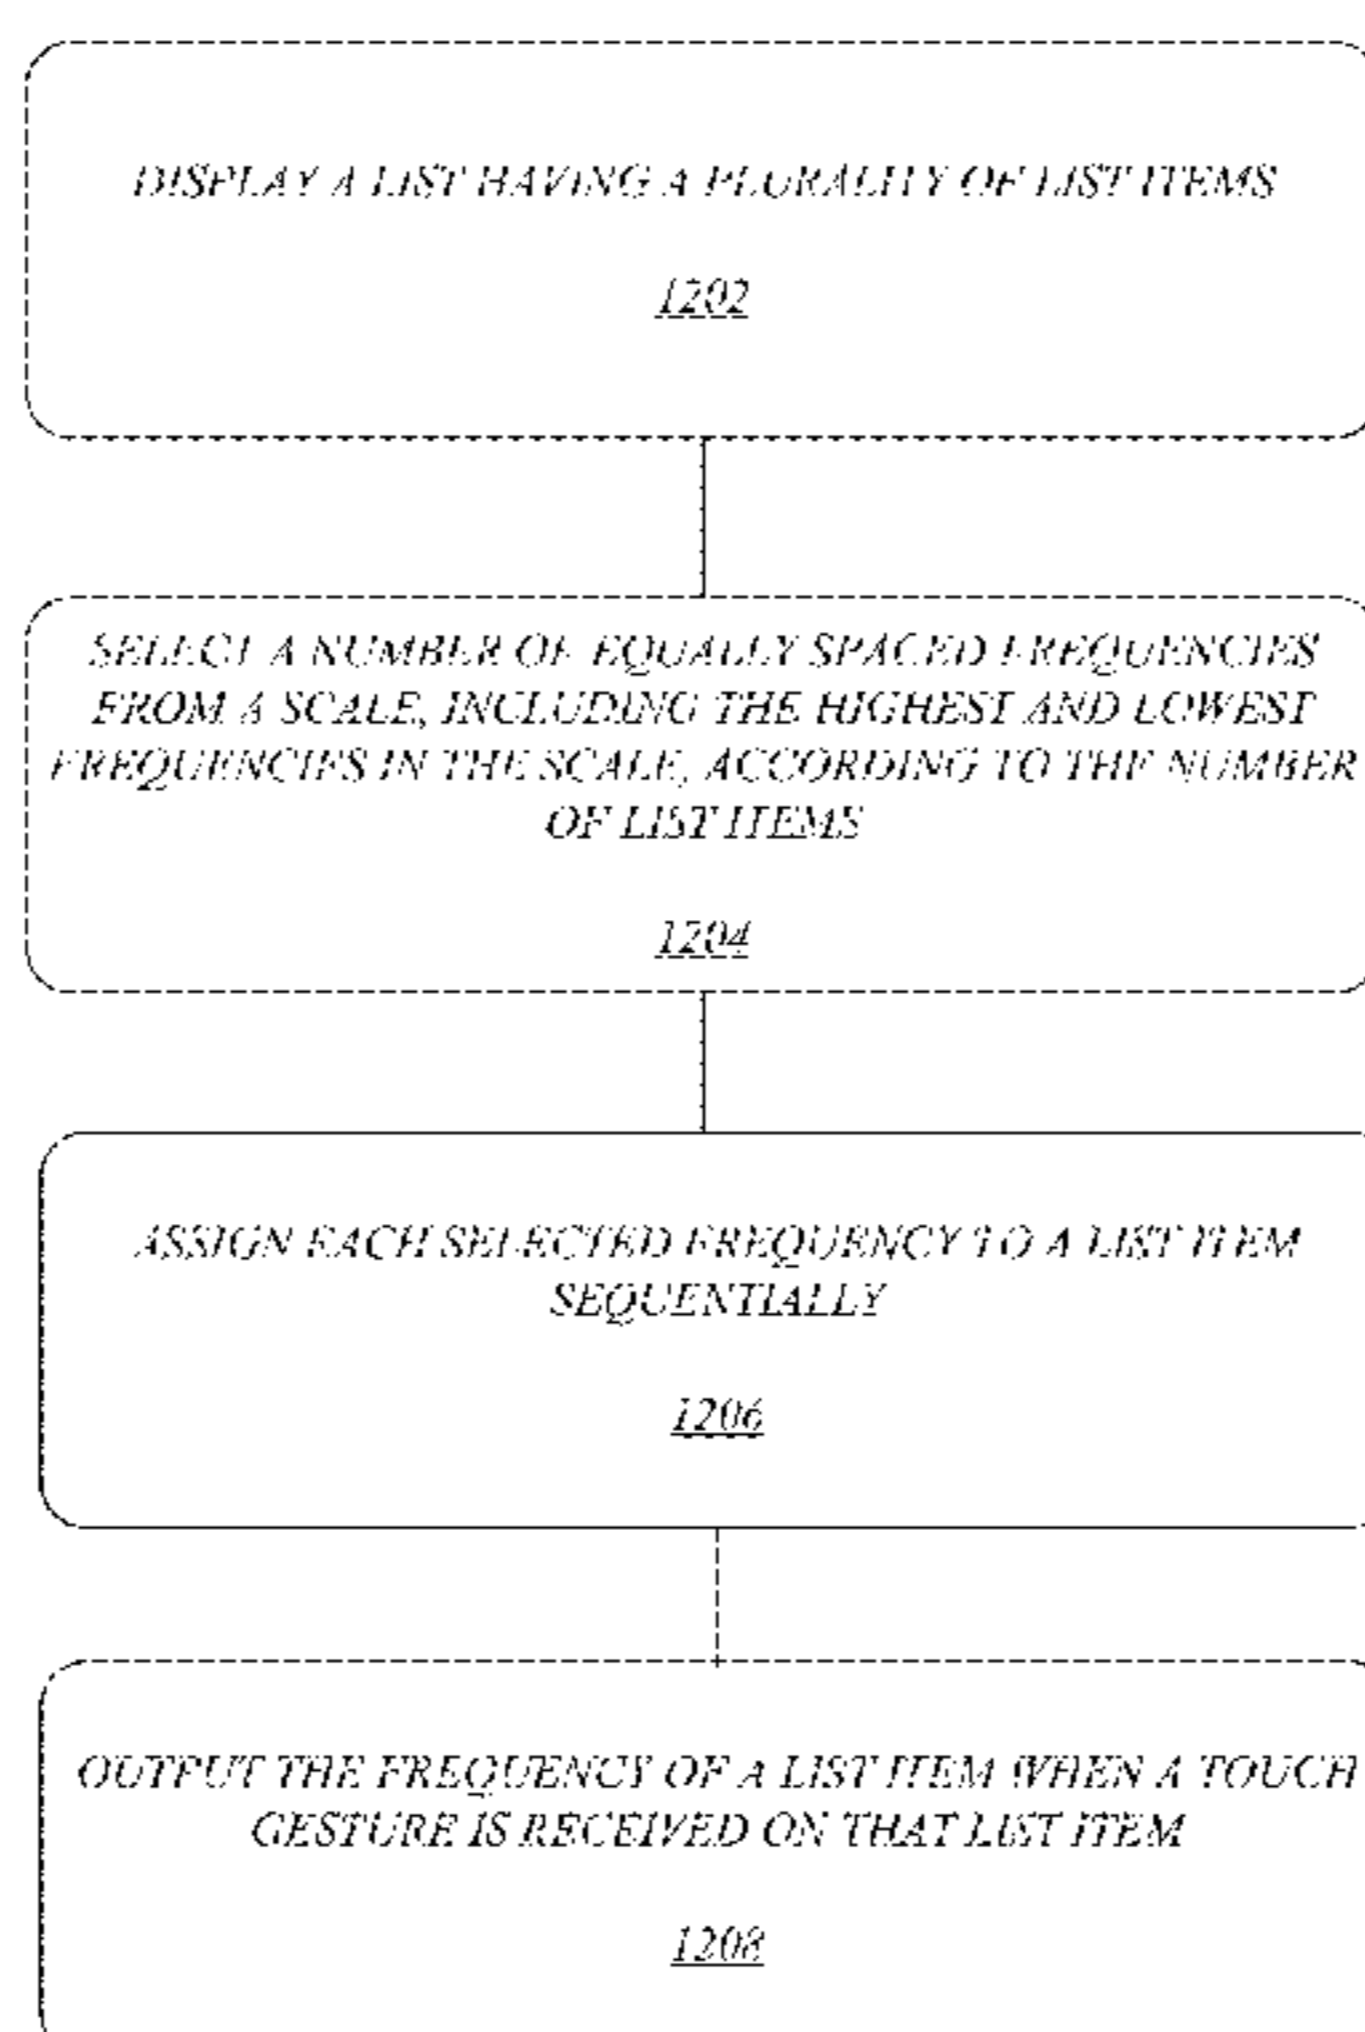 DISPLAY A LIST HAVING A PLURALITY OF LIST ITEMS
1202
SELECT A NUMBER OF EQUALLY SPACED FREQUENCIES
FROM A SCALE, INCLUDING THE HIGHEST AND LOWEST
FREQUENCIES IN THE SCALE, ACCORDING TO THE NUMBER
OF LIST ITEMS
1204
ASSIGN EACH SELECTED FREQUENCY TO A LIST ITEM
SEQUENTIALLY
1206
OUTPUT THE FREQUENCY OF A LIST ITEM WHEN A TOUCH
GESTURE IS RECEIVED ON THAT LIST ITEM
1208